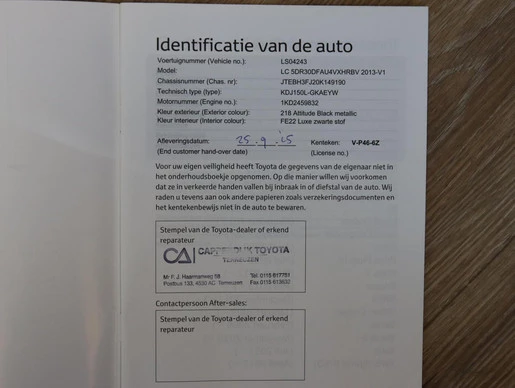 Identificatie van de auto
Voertuignummer (Vehicle no.): LS04243
Model: LC 5DR30DFAU4VXHRBV 2013-V1
Chassisnummer (Chas. nr): JTEBH3FJ20K149190
Technisch type (type): KDJ150L-GKAEYW
Motornummer (Engine no.): 1KD2459832
Kleur exterieur (Exterior colour): 218 Attitude Black metallic
Kleur interieur (Interior colour): FE22 Luxe zwarte stof
Afleveringsdatum: 25.9.'15 Kenteken: V-P46-6Z
(End customer hand-over date) (License no.)
Voor uw eigen veiligheid heeft Toyota de gegevens van de eigenaar niet in
het onderhoudsboekje opgenomen. Op die manier willen wij voorkomen
dat ze in verkeerde handen vallen bij inbraak in of diefstal van de auto. Wij
raden u tevens aan ook andere papieren zoals verzekeringsdocumenten en
het kentekenbewijs niet in de auto te bewaren.
Stempel van de Toyota-dealer of erkend
reparateur
TOYOTA
TERNEUZEN
Mr F. J. Haarmanweg 58 Tel. 0115
Postbus 4530 AC Terneuzen Fax 0115
Contactpersoon After-sales:
Stempel van de Toyota-dealer of erkend
reparateur